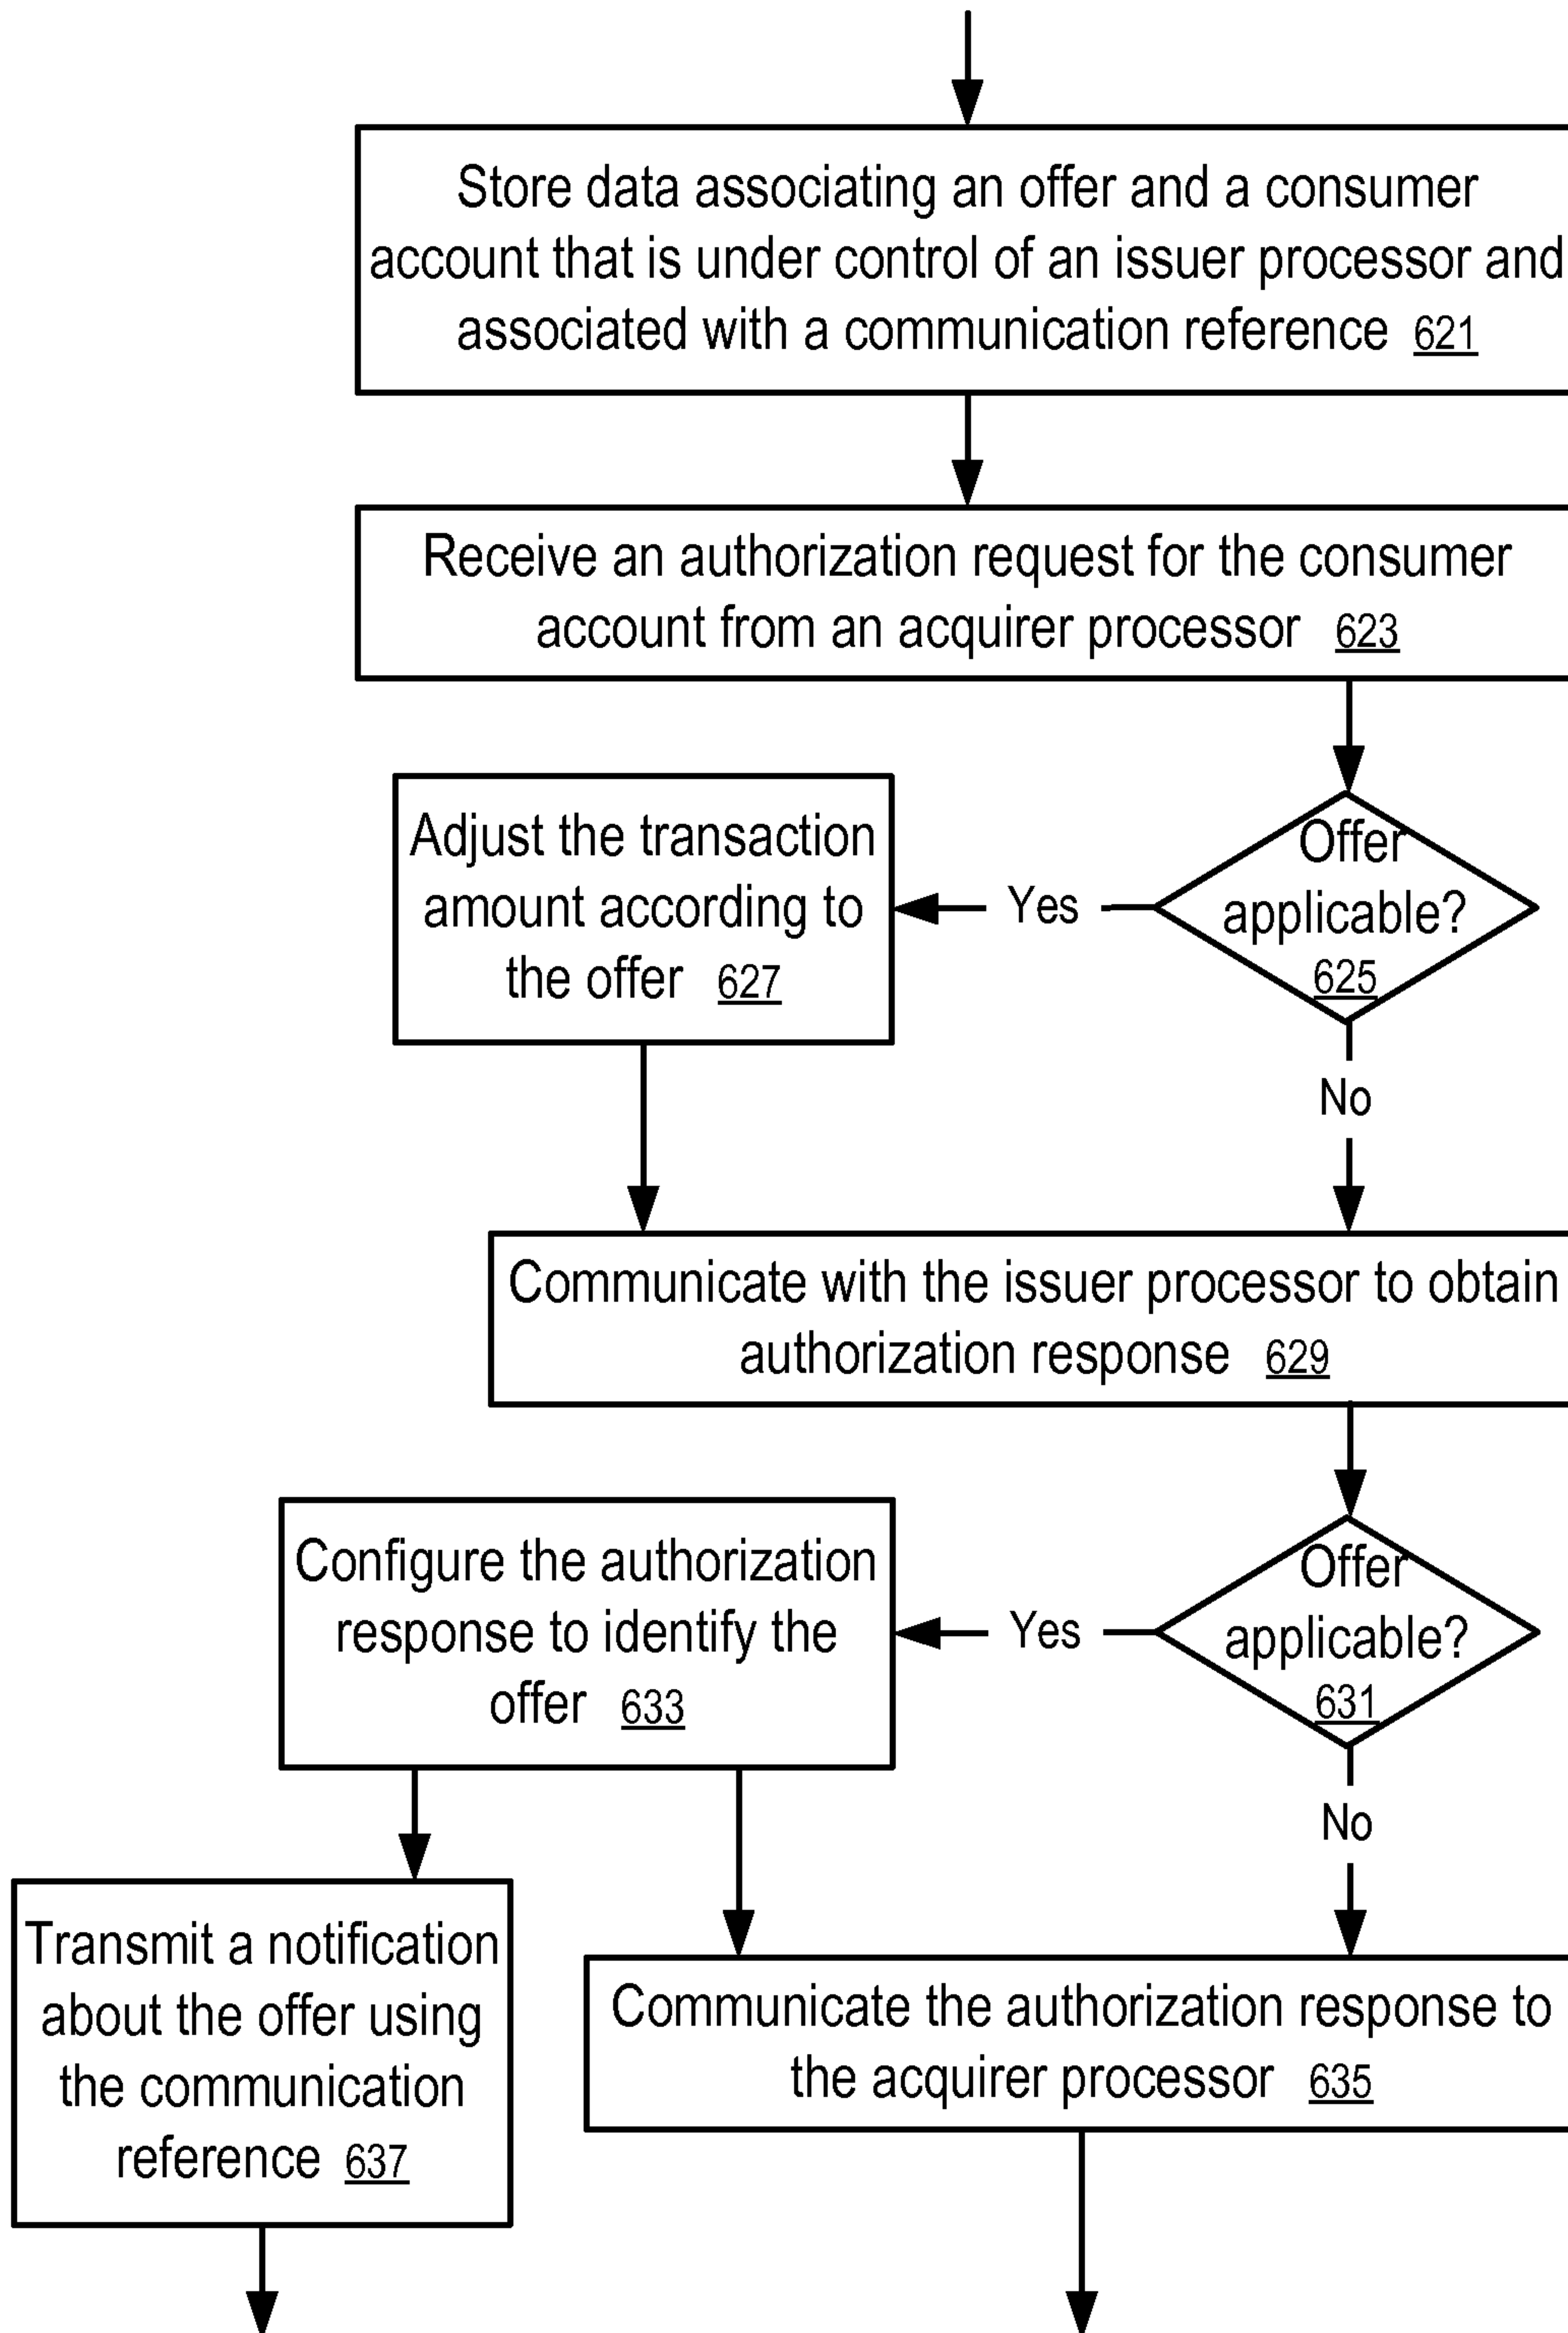 Store data associating an offer and a consumer
account that is under control of an issuer processor and
associated with a communication reference 621
Receive an authorization request for the consumer
account from an acquirer processor 623
Adjust the transaction
amount according to
the offer 627
Yes
Offer
applicable?
625
No
Communicate with the issuer processor to obtain
authorization response 629
Configure the authorization
response to identify the
offer 633
Yes
Offer
applicable?
631
No
Transmit a notification
about the offer using
the communication
reference 637
Communicate the authorization response to
the acquirer processor 635